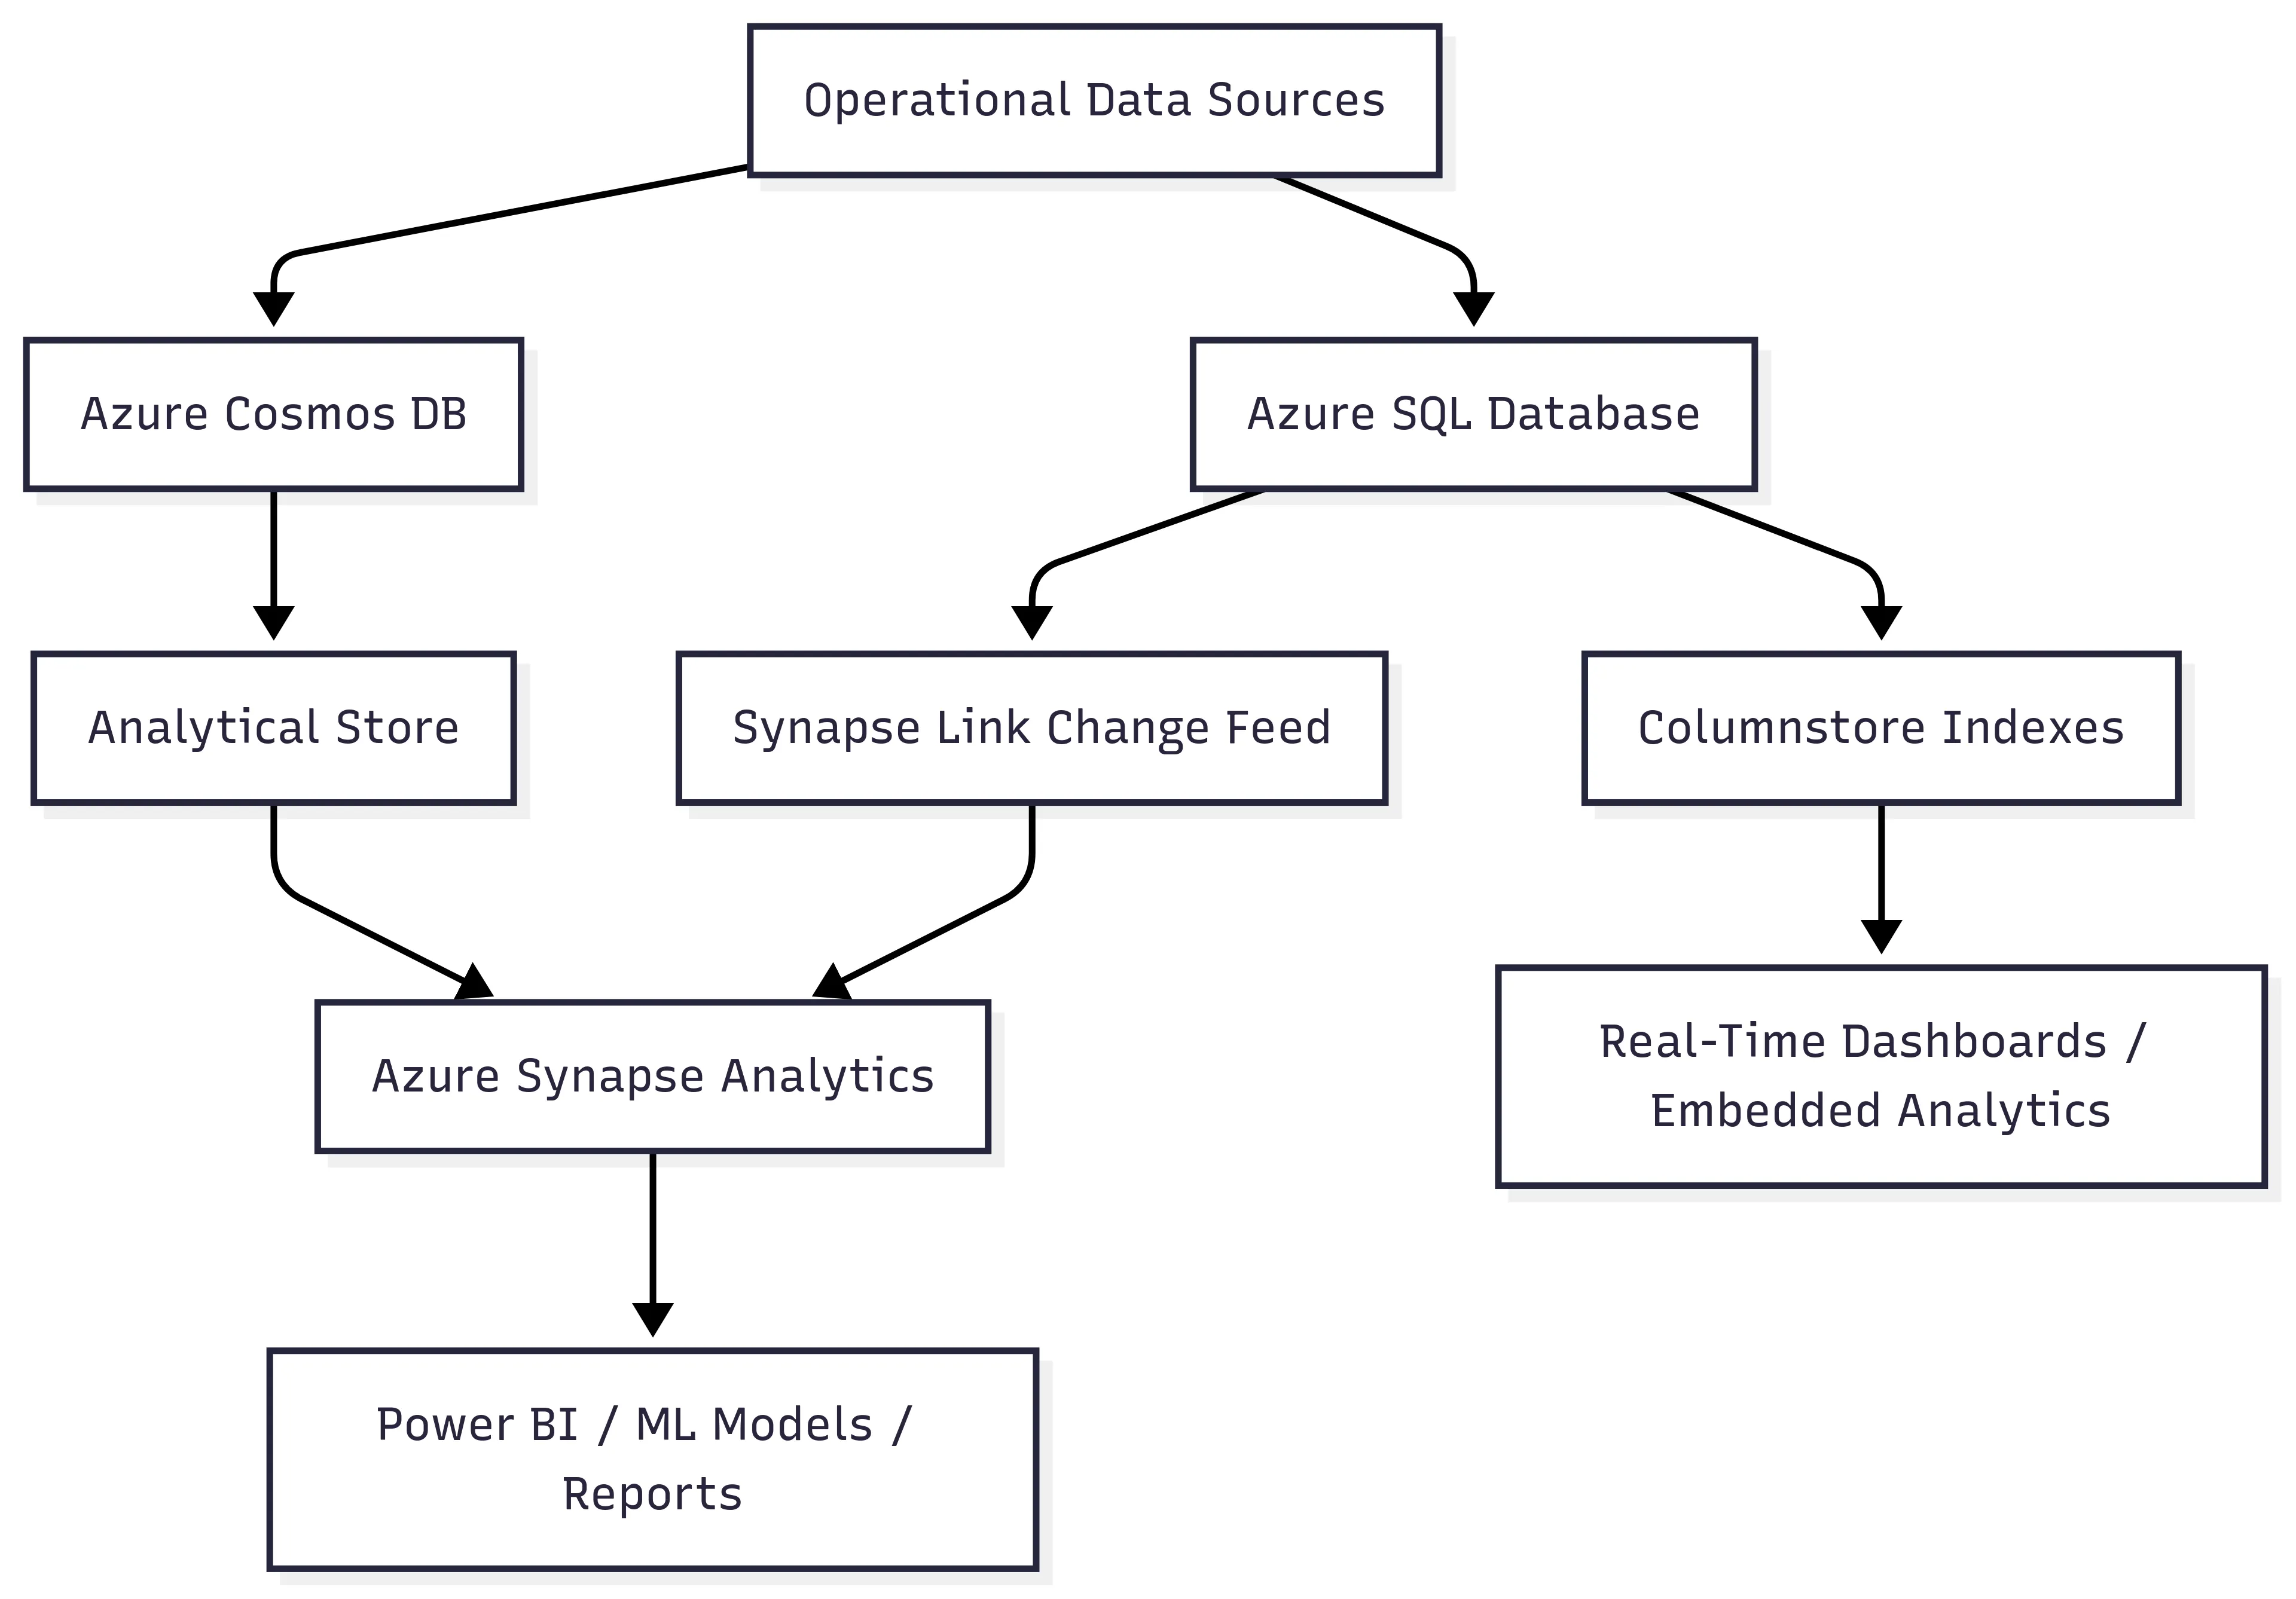 Operational Data Sources
Azure Cosmos DB
Azure SQL Database
Analytical Store
Synapse Link Change Feed
Columnstore Indexes
Azure Synapse Analytics
Real-Time Dashboards /
Embedded Analytics
Power BI / ML Models /
Reports